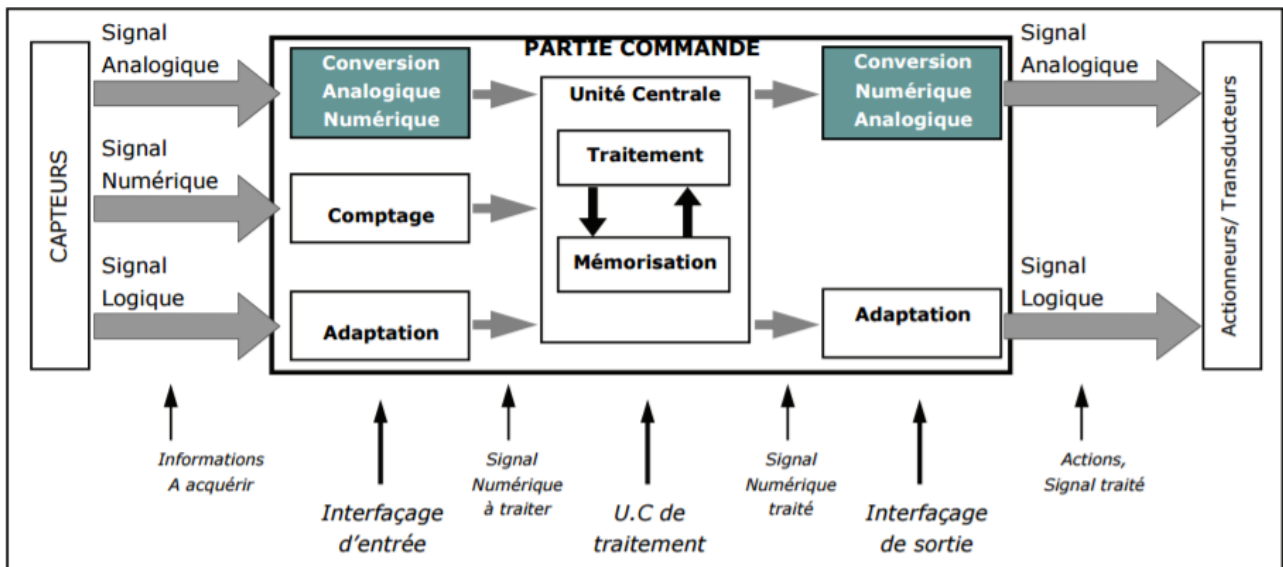 PARTIE COMMANDE
CAPTEURS
Signal
Analogique
Signal
Numérique
Signal
Logique
Conversion
Analogique
Numérique
Comptage
Adaptation
Unité Centrale
Traitement
Mémorisation
Conversion
Numérique
Analogique
Adaptation
Signal
Analogique
Signal
Logique
Actionneurs/ Transducteurs
Informations
A acquérir
Interfaçage
d'entrée
Signal
Numérique
à traiter
U.C de
traitement
Signal
Numérique
traité
Interfaçage
de sortie
Actions,
Signal traité